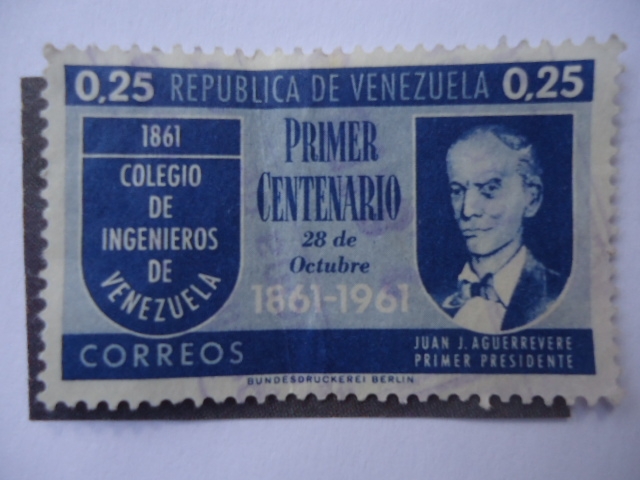 0,25 REPUBLICA DE VENEZUELA 0,25
1861
COLEGIO
DE
INGENIEROS
DE
VENEZUELA
PRIMER
CENTENARIO
28 de
Octubre
1861-1961
CORREOS
JUAN J. AGUERREVERE
PRIMER PRESIDENTE
BUNDESDRUCKEREI BERLIN